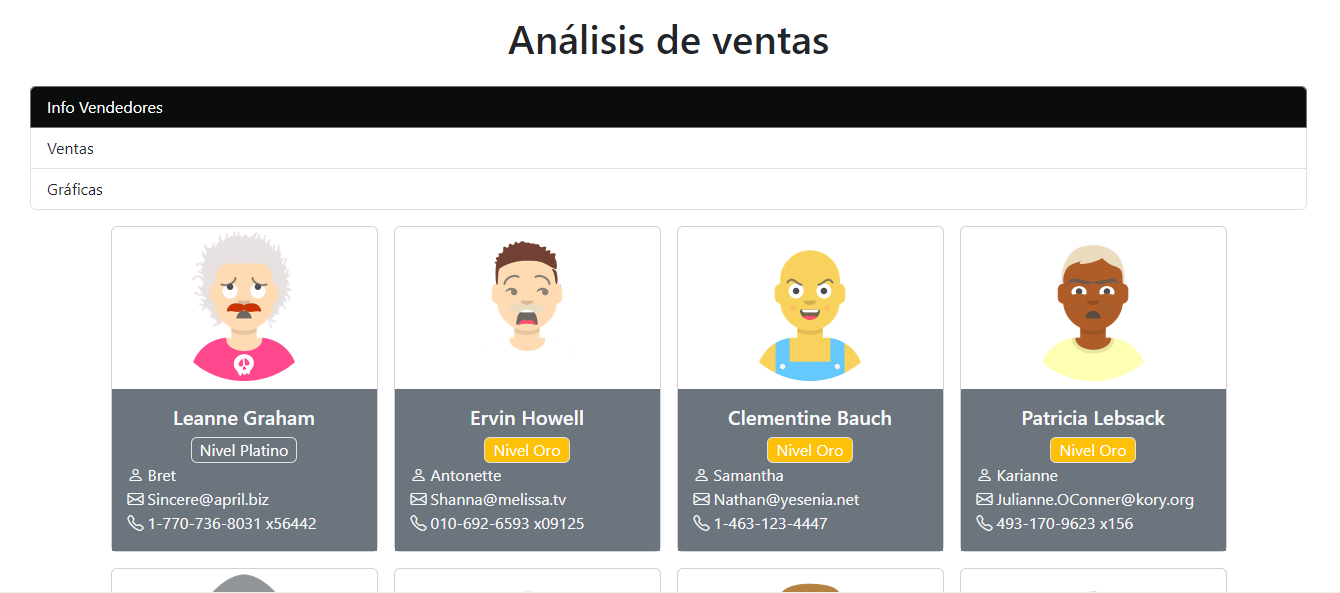 Análisis de ventas
Info Vendedores
Ventas
Gráficas
Leanne Graham
Nivel Platino
Bret
Sincere@april.biz
1-770-736-8031 x56442
Ervin Howell
Nivel Oro
Antonette
Shanna@melissa.tv
010-692-6593 x09125
Clementine Bauch
Nivel Oro
Samantha
Nathan@yesenia.net
1-463-123-4447
Patricia Lebsack
Nivel Oro
Karianne
Julianne.OConner@kory.org
493-170-9623 x156